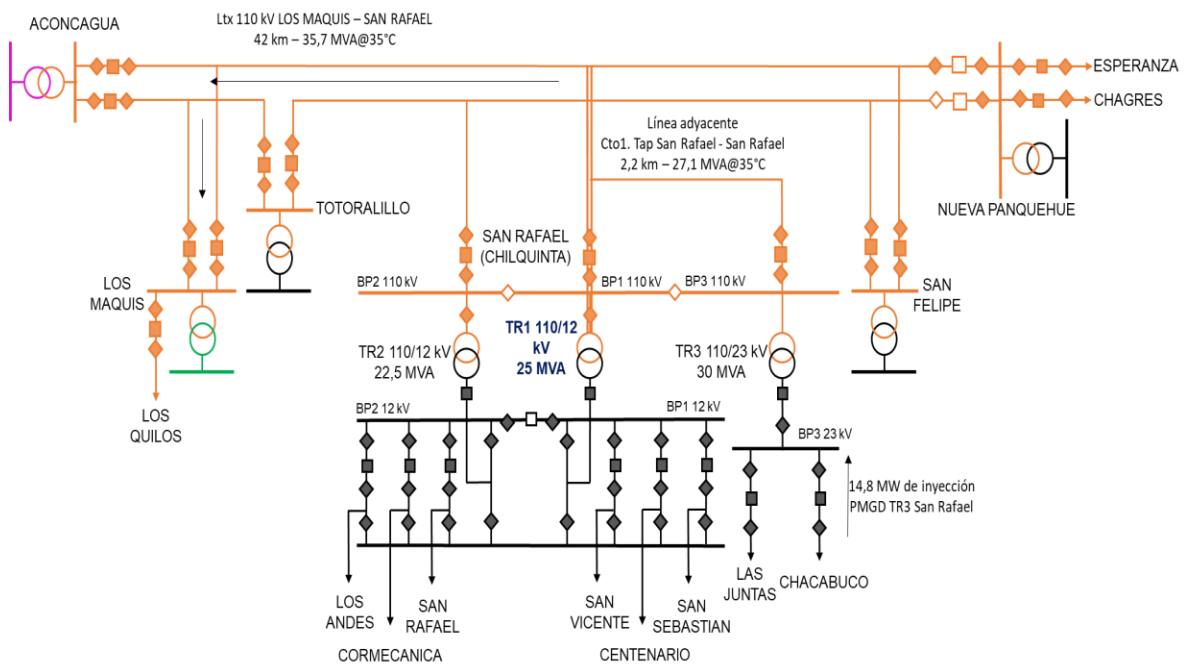 Ltx 110 kV LOS MAQUIS – SAN RAFAEL
42 km – 35,7 MVA@35°C
ACONCAGUA
ESPERANZA
CHAGRES
Línea adyacente
Cto1. Tap San Rafael - San Rafael
2,2 km – 27,1 MVA@35°C
TOTORALILLO
NUEVA PANQUEHUE
SAN RAFAEL
(CHILQUINTA)
LOS
MAQUIS
BP2 110 kV
BP1 110 kV
BP3 110 kV
SAN
FELIPE
TR2 110/12 kV
22,5 MVA
TR1 110/12
kV
25 MVA
TR3 110/23 kV
30 MVA
LOS
QUILOS
BP2 12 kV
BP1 12 kV
BP3 23 kV
14,8 MW de inyección
PMGD TR3 San Rafael
LOS
ANDES
SAN
RAFAEL
SAN
VICENTE
SAN
SEBASTIAN
LAS
JUNTAS
CHACABUCO
CORMECANICA
CENTENARIO